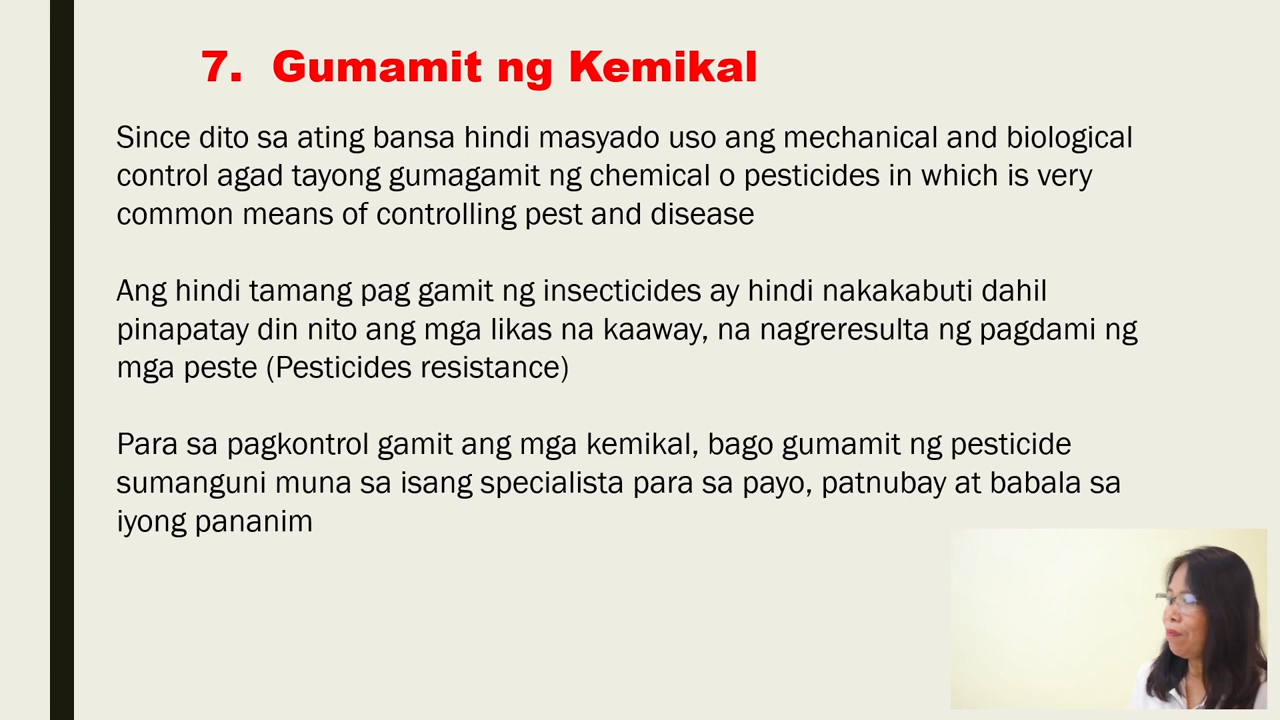 7. Gumamit ng Kemikal
Since dito sa ating bansa hindi masyado uso ang mechanical and biological
control agad tayong gumagamit ng chemical o pesticides in which is very
common means of controlling pest and disease
Ang hindi tamang pag gamit ng insecticides ay hindi nakakabuti dahil
pinapatay din nito ang mga likas na kaaway, na nagreresulta ng pagdami ng
mga peste (Pesticides resistance)
Para sa pagkontrol gamit ang mga kemikal, bago gumamit ng pesticide
sumanguni muna sa isang specialista para sa payo, patnubay at babala sa
iyong pananim